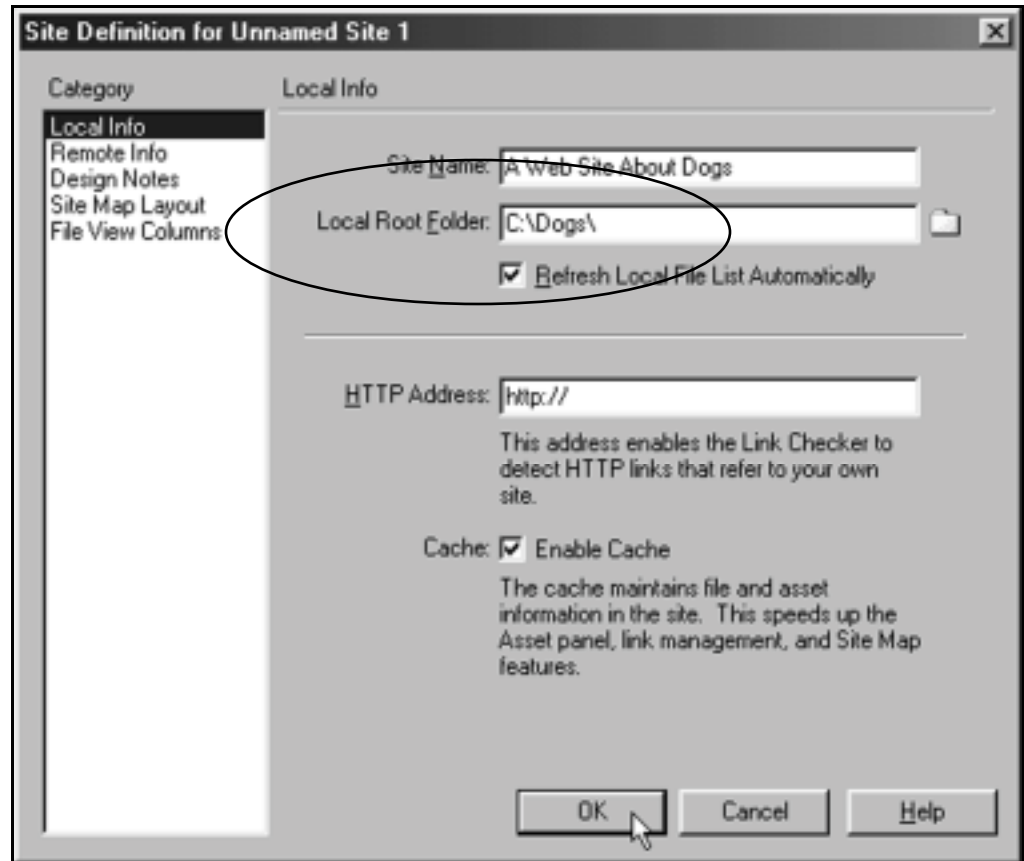 Site Definition for Unnamed Site 1
Category
Local Info
Remote Info
Design Notes
Site Map Layout
File View Columns
Local Info
Site Name: A Web Site About Dogs
Local Root Folder: C:\Dogs\
Refresh Local File List Automatically
HTTP Address: http://
This address enables the Link Checker to
detect HTTP links that refer to your own
site.
Cache: Enable Cache
The cache maintains file and asset
information in the site. This speeds up the
Asset panel, link management, and Site Map
features.
OK Cancel Help